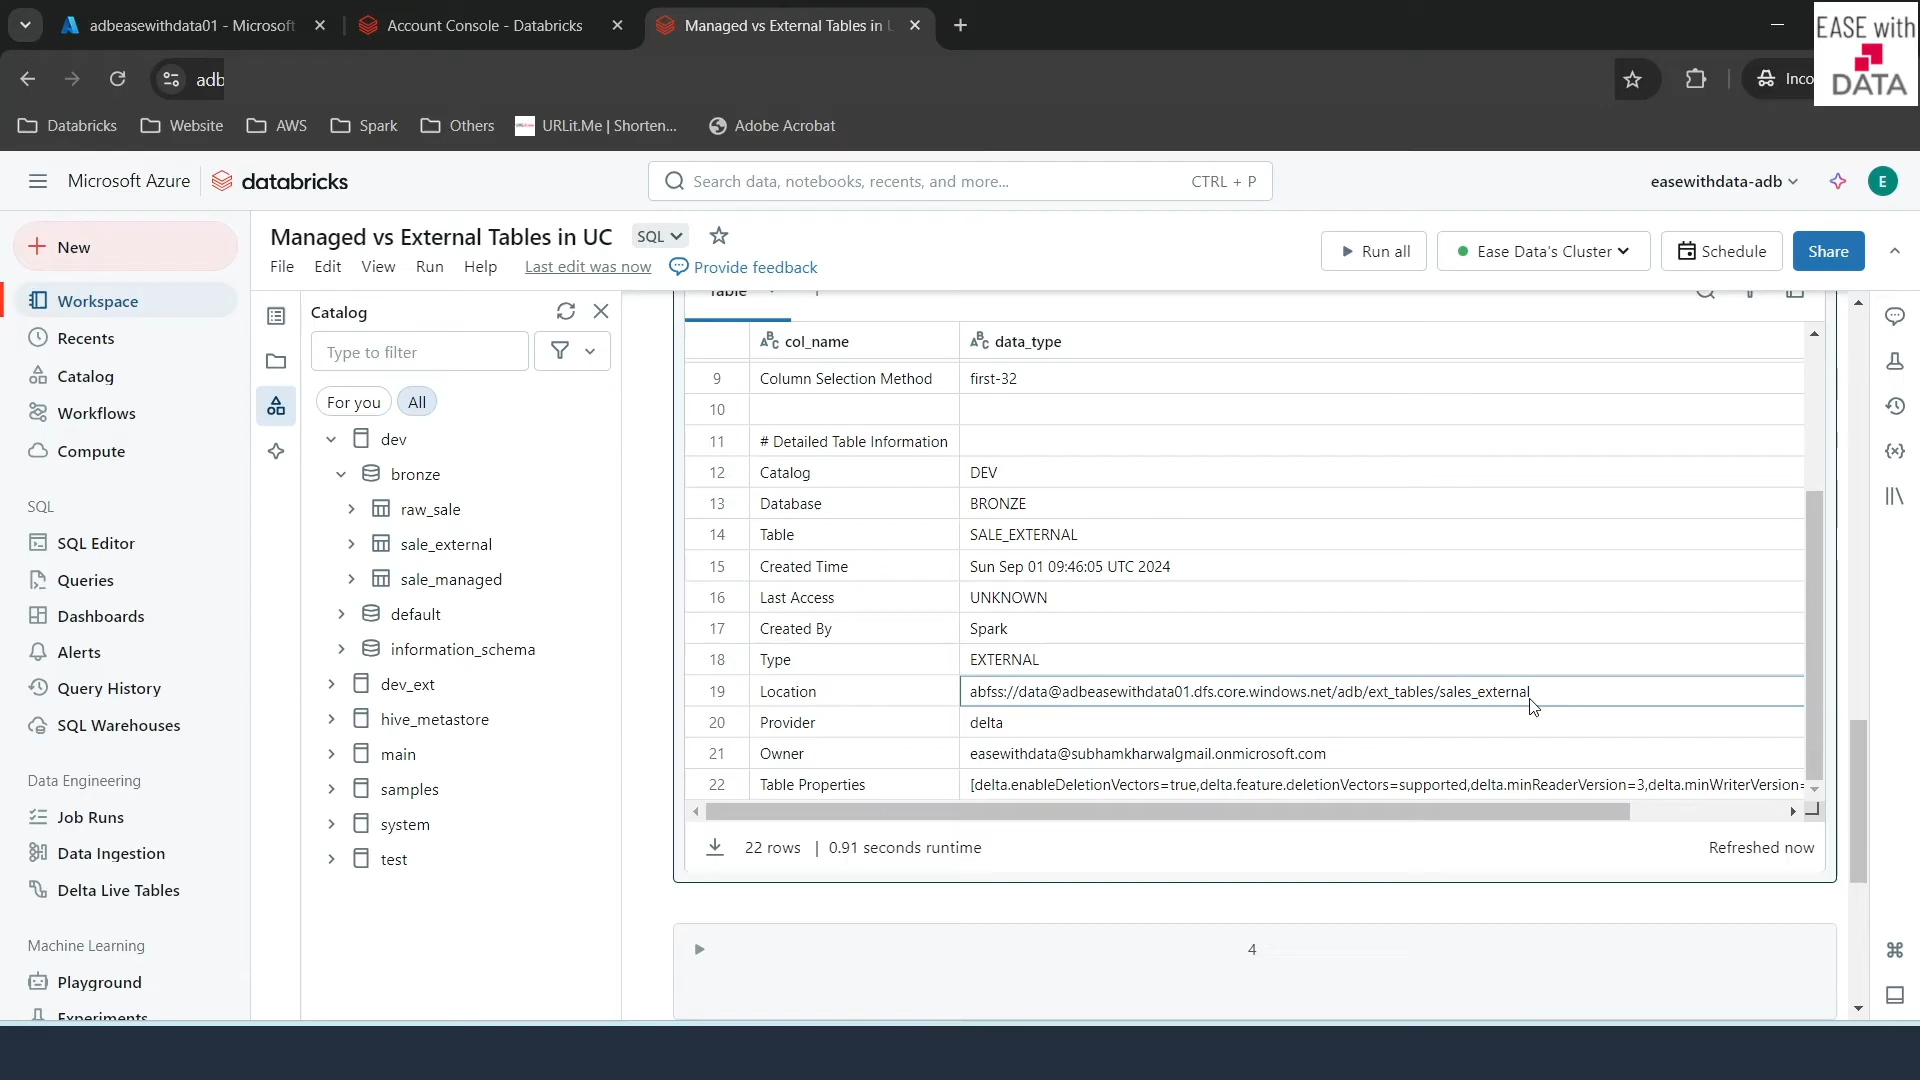 adbeasewithdata01 - Microsoft
Account Console - Databricks
Managed vs External Tables in
EASE with
DATA
adb
Inco
Databricks
Website
AWS
Spark
Others
URLit.Me | Shorten...
Adobe Acrobat
Microsoft Azure
databricks
Search data, notebooks, recents, and more...
CTRL + P
easewithdata-adb
E
New
Workspace
Recents
Catalog
Workflows
Compute
SQL
SQL Editor
Queries
Dashboards
Alerts
Query History
SQL Warehouses
Data Engineering
Job Runs
Data Ingestion
Delta Live Tables
Machine Learning
Playground
Experiments
Managed vs External Tables in UC
SQL
File Edit View Run Help Last edit was now Provide feedback
Run all
Ease Data's Cluster
Schedule
Share
Catalog
Type to filter
For you
All
dev
bronze
raw_sale
sale_external
sale_managed
default
information_schema
dev_ext
hive_metastore
main
samples
system
test
Table
col_name data_type
9 Column Selection Method first-32
10
11 # Detailed Table Information
12 Catalog DEV
13 Database BRONZE
14 Table SALE_EXTERNAL
15 Created Time Sun Sep 01 09:46:05 UTC 2024
16 Last Access UNKNOWN
17 Created By Spark
18 Type EXTERNAL
19 Location abfss://data@adbeasewithdata01.dfs.core.windows.net/adb/ext_tables/sales_external
20 Provider delta
21 Owner easewithdata@subhamkharwalgmail.onmicrosoft.com
22 Table Properties [delta.enableDeletionVectors=true,delta.feature.deletionVectors=supported,delta.minReaderVersion=3,delta.minWriterVersion=
22 rows | 0.91 seconds runtime
Refreshed now
4